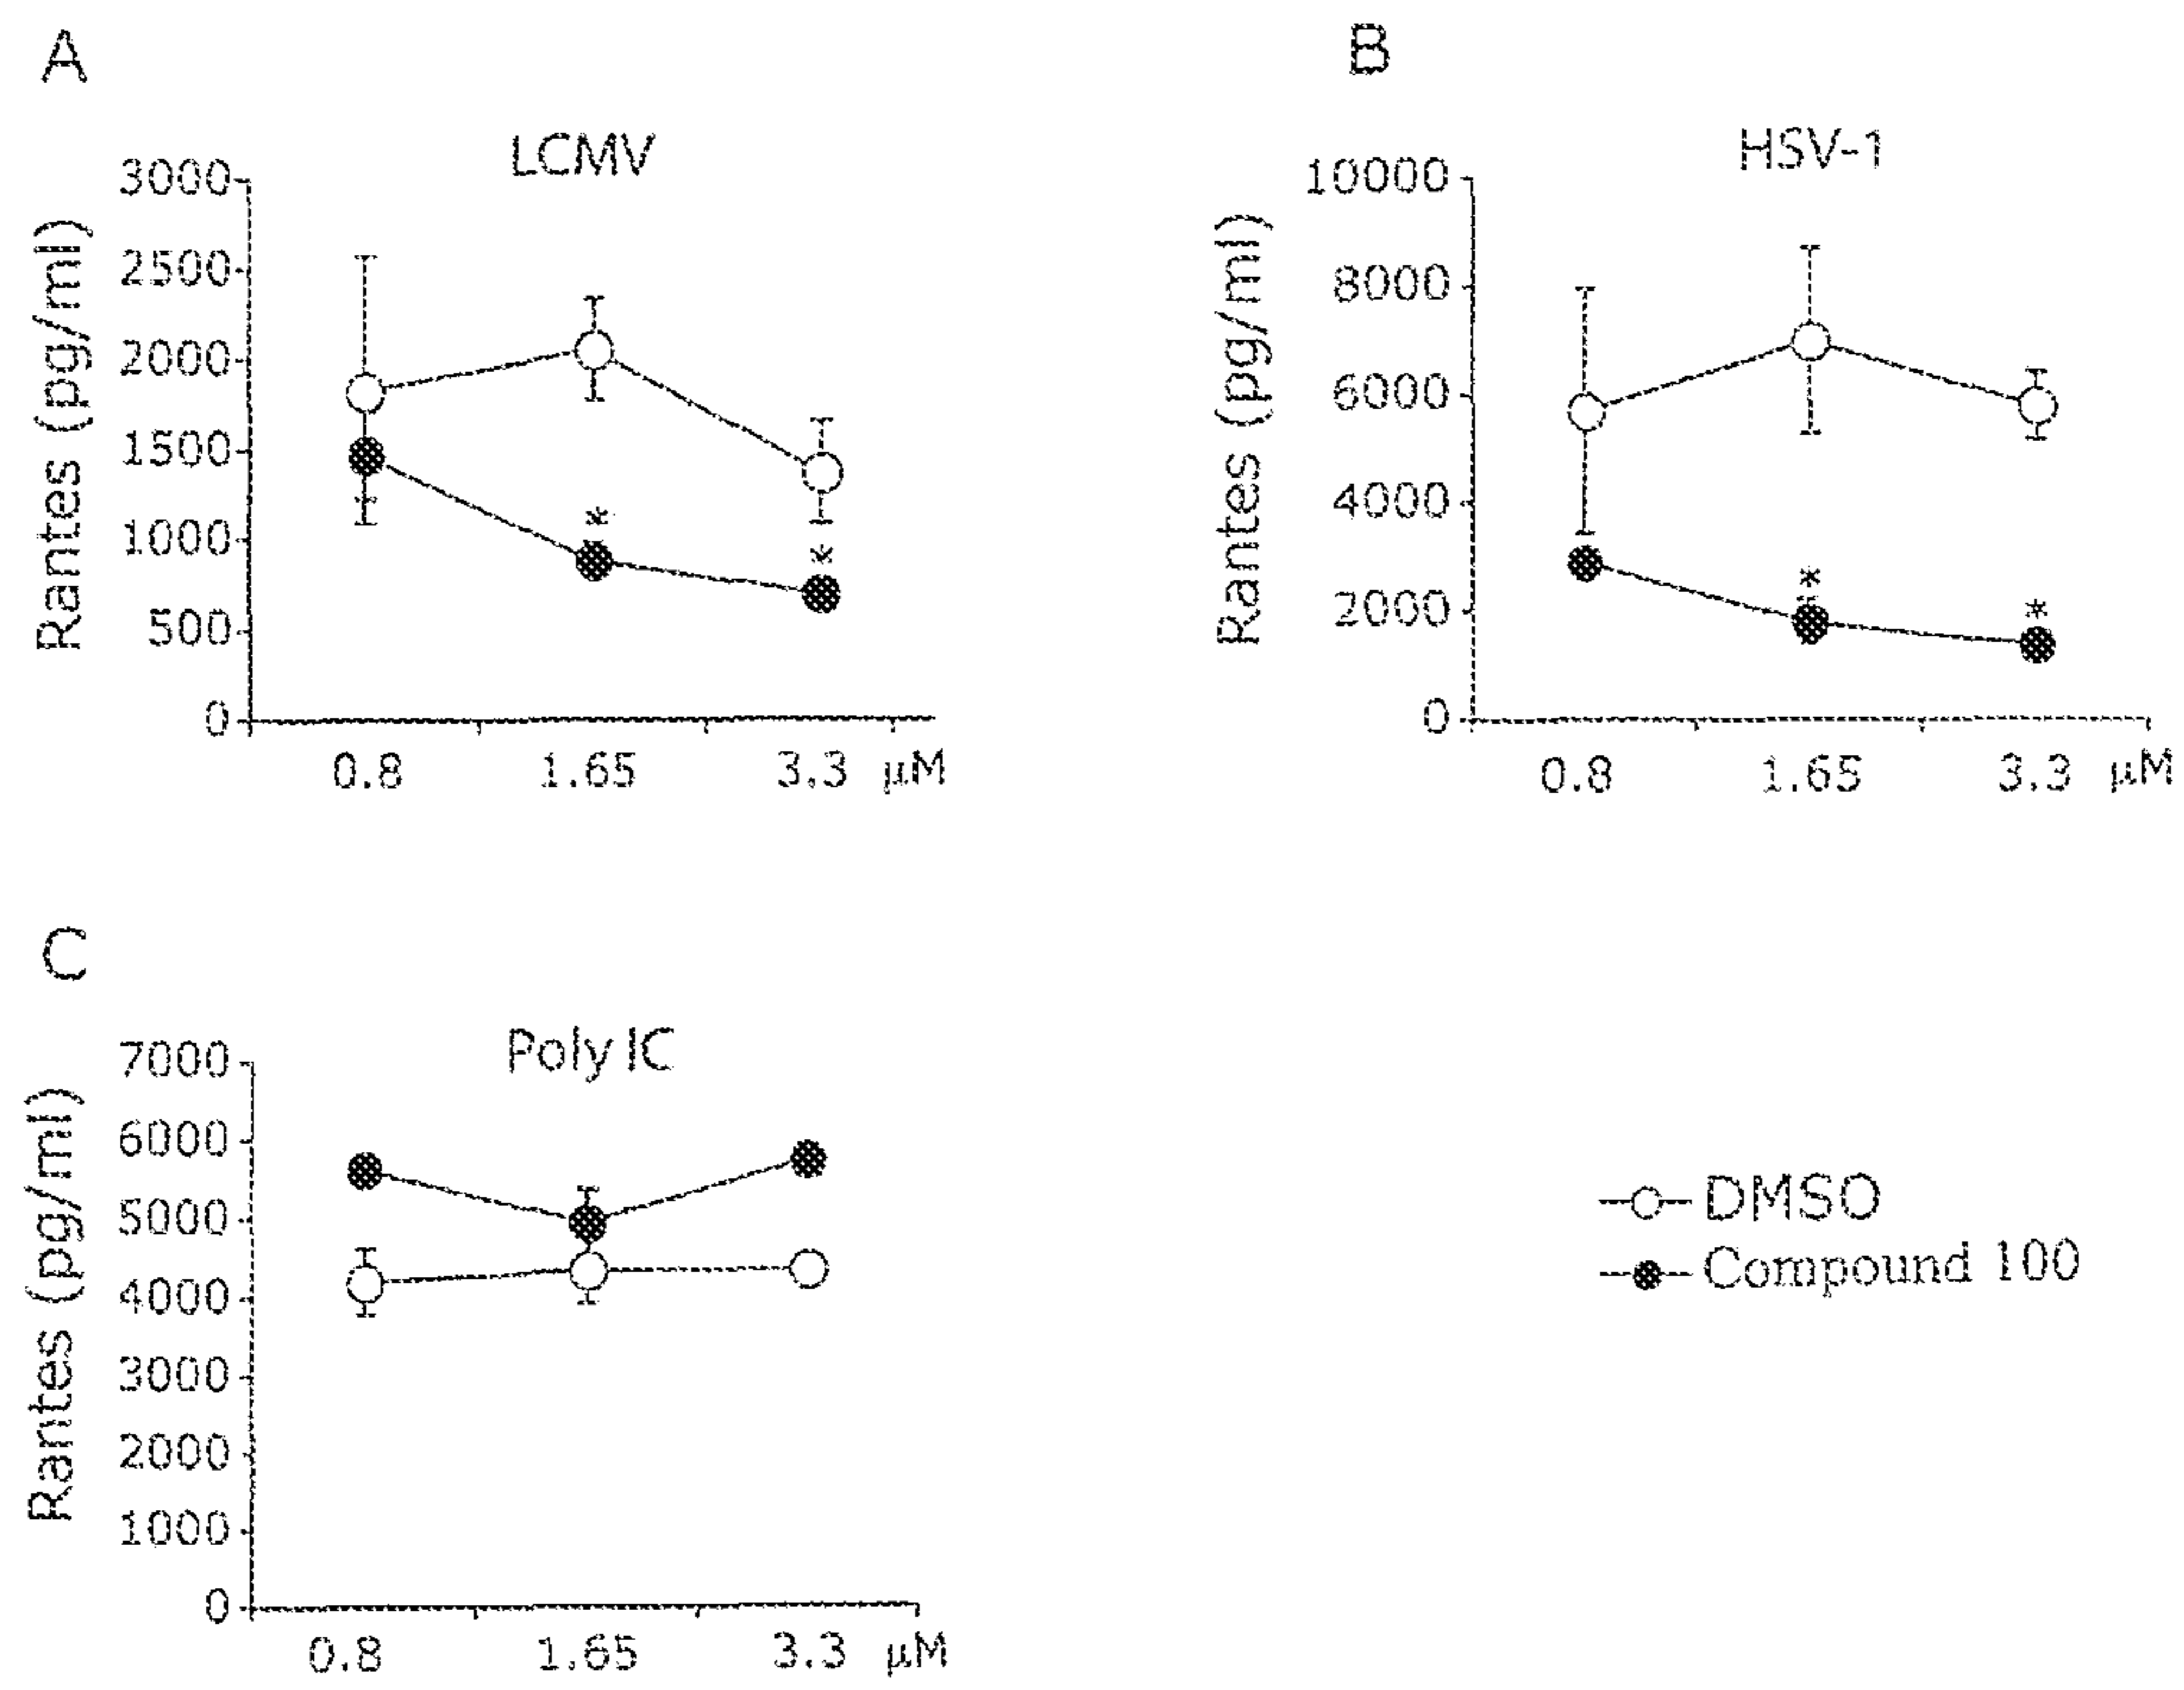 A
LCMV
Rantes (pg/ml)
3000
2500
2000
1500
1000
500
0
*
*
0.8 1.65 3.3 μM
B
HSV-1
Rantes (pg/ml)
10000
8000
6000
4000
2000
0
*
*
0.8 1.65 3.3 μM
C
Poly IC
Rantes (pg/ml)
7000
6000
5000
4000
3000
2000
1000
0
0.8 1.65 3.3 μM
DMSO
Compound 100